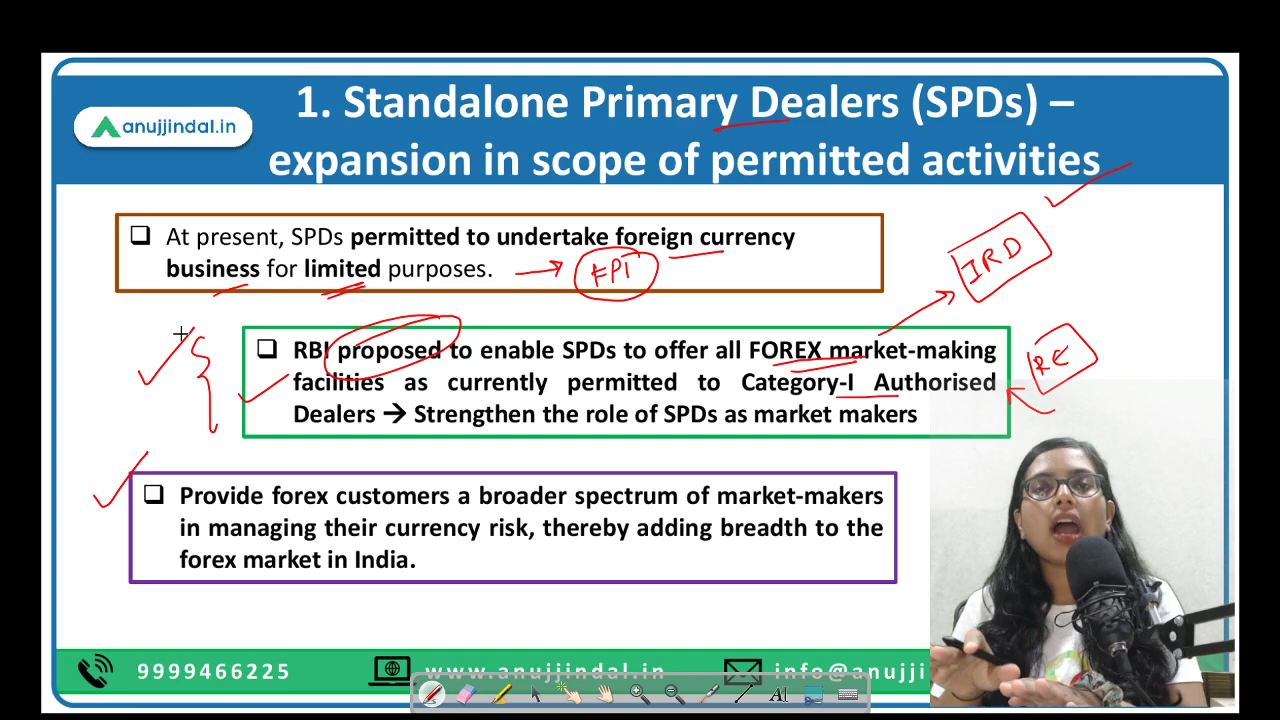 1. Standalone Primary Dealers (SPDs) –
anujjindal.in
expansion in scope of permitted activities
At present, SPDs permitted to undertake foreign currency
business for limited purposes.
FPI
IRD
RBI proposed to enable SPDs to offer all FOREX market-making
facilities as currently permitted to Category-I Authorised
Dealers → Strengthen the role of SPDs as market makers
Provide forex customers a broader spectrum of market-makers
in managing their currency risk, thereby adding breadth to the
forex market in India.
9999466225
www.anujjindal.in
info@anujji
AI